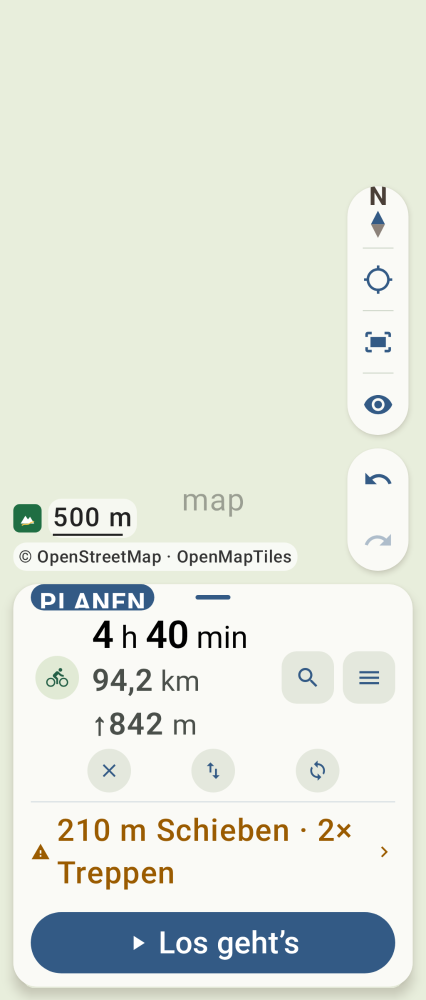 N
map
500 m
© OpenStreetMap · OpenMapTiles
PLANEN
4 h 40 min
94,2 km
↑842 m
210 m Schieben · 2×
Treppen
Los geht’s